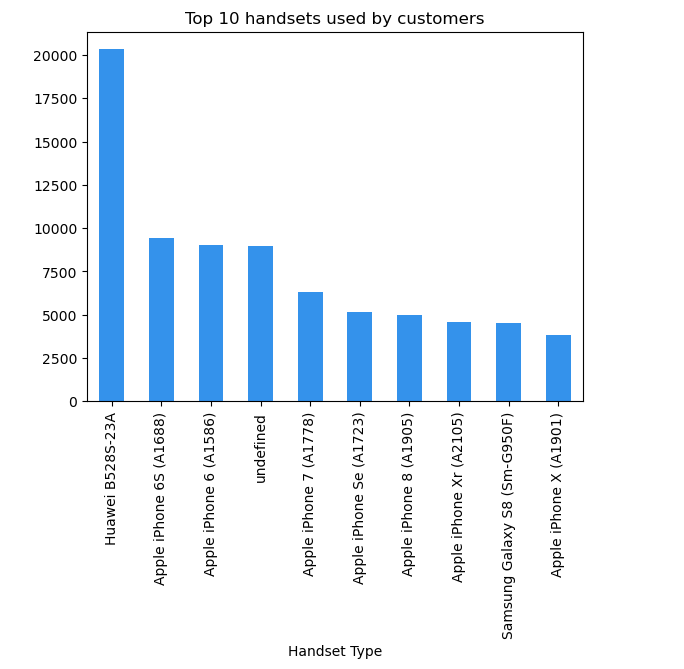 Top 10 handsets used by customers
20000
17500
15000
12500
10000
7500
5000
2500
0
Huawei B528S-23A
Apple iPhone 6S (A1688)
Apple iPhone 6 (A1586)
undefined
Apple iPhone 7 (A1778)
Apple iPhone Se (A1723)
Apple iPhone 8 (A1905)
Apple iPhone Xr (A2105)
Samsung Galaxy S8 (Sm-G950F)
Apple iPhone X (A1901)
Handset Type